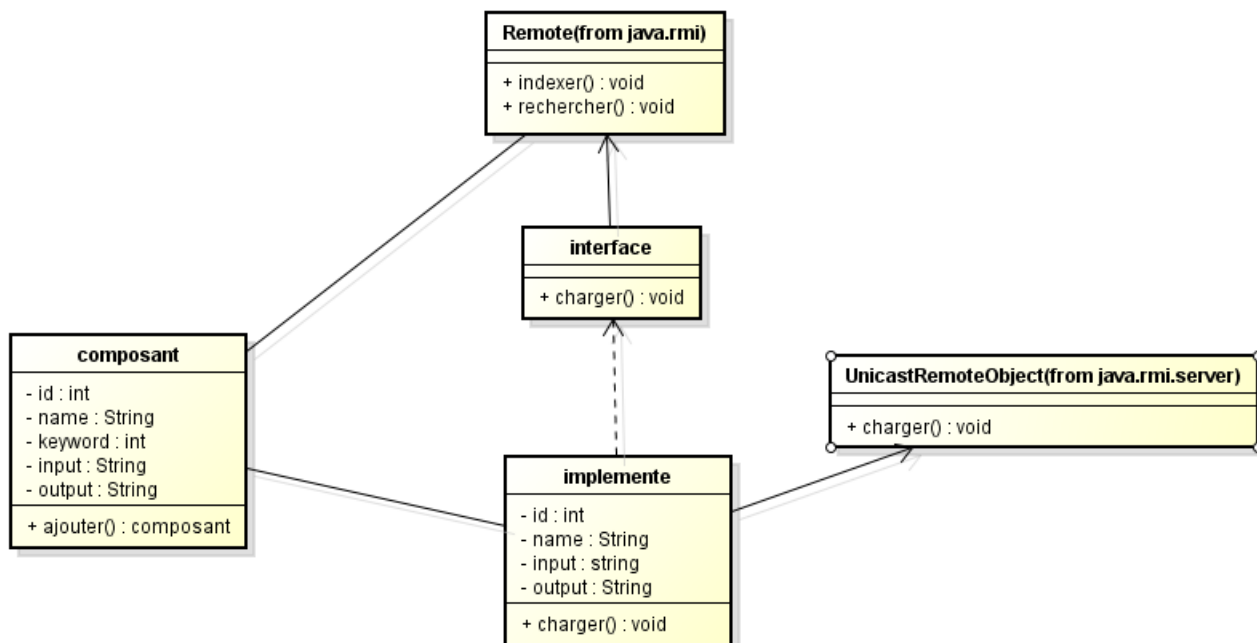 Remote(from java.rmi)
+ indexer() : void
+ rechercher() : void
interface
+ charger() : void
composant
- id : int
- name : String
- keyword : int
- input : String
- output : String
+ ajouter() : composant
UnicastRemoteObject(from java.rmi.server)
+ charger() : void
implemente
- id : int
- name : String
- input : string
- output : String
+ charger() : void